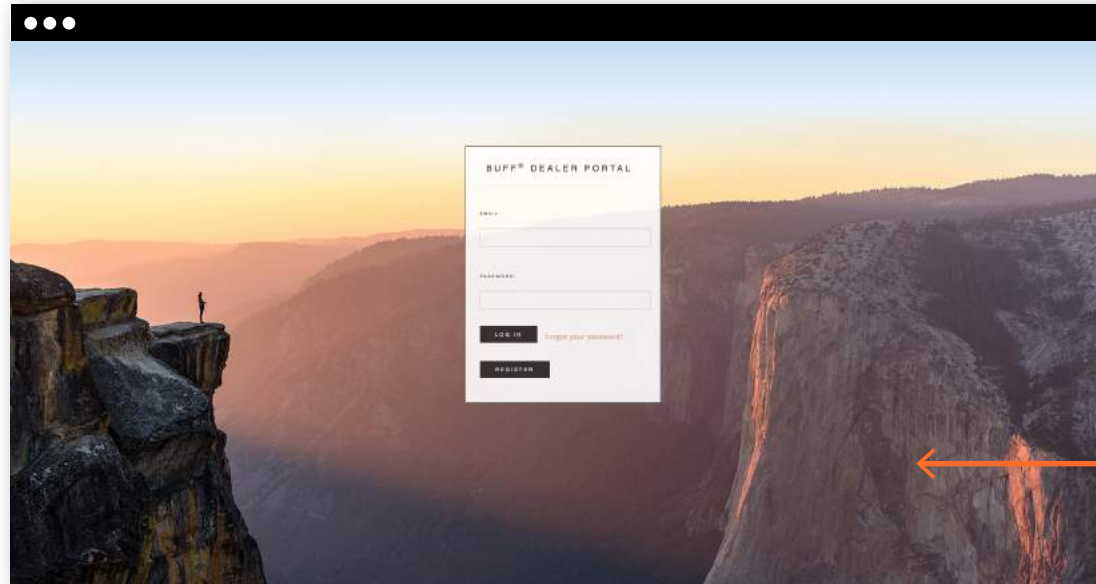 BUFF® DEALER PORTAL
EMAIL:
PASSWORD:
LOG IN
forgot your password?
REGISTER